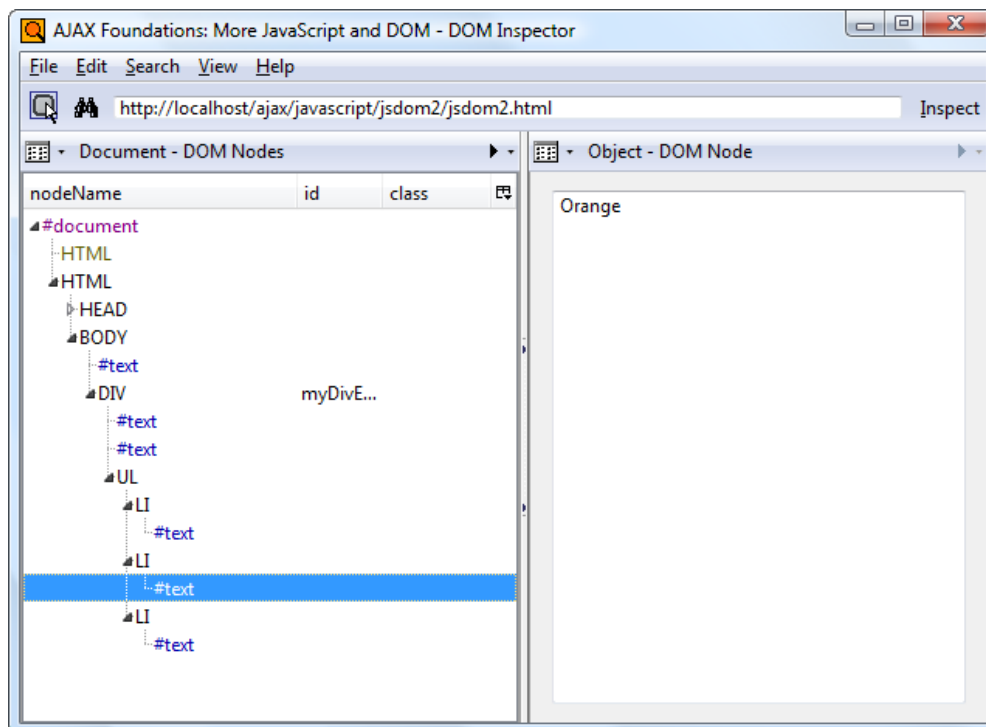 AJAX Foundations: More JavaScript and DOM - DOM Inspector
File Edit Search View Help
http://localhost/ajax/javascript/jsdom2/jsdom2.html Inspect
Document - DOM Nodes
nodeName id class
#document
HTML
HTML
HEAD
BODY
#text
DIV myDivE...
#text
#text
UL
LI
#text
LI
#text
LI
#text
Object - DOM Node
Orange